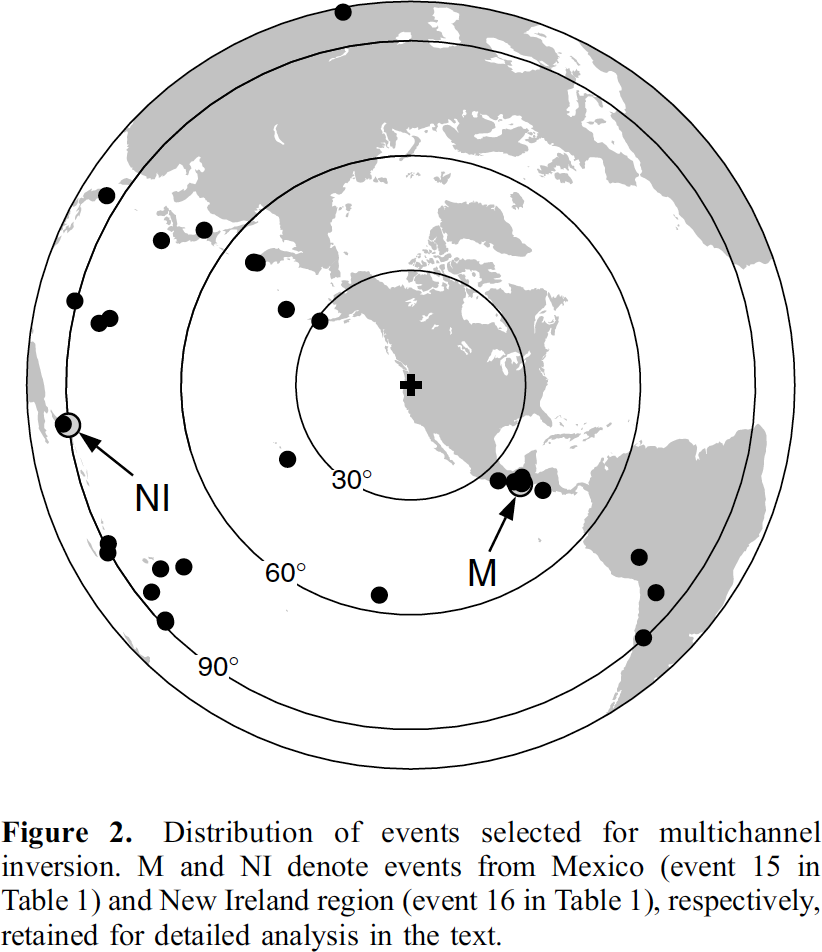 NI
30°
M
60°
90°
Figure 2. Distribution of events selected for multichannel
inversion. M and NI denote events from Mexico (event 15 in
Table 1) and New Ireland region (event 16 in Table 1), respectively,
retained for detailed analysis in the text.